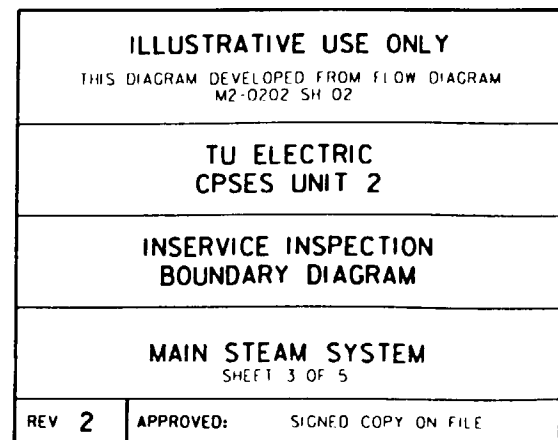 ILLUSTRATIVE USE ONLY
THIS DIAGRAM DEVELOPED FROM FLOW DIAGRAM
M2-0202 SH 02
TU ELECTRIC
CPSES UNIT 2
INSERVICE INSPECTION
BOUNDARY DIAGRAM
MAIN STEAM SYSTEM
SHEET 3 OF 5
REV 2 APPROVED: SIGNED COPY ON FILE